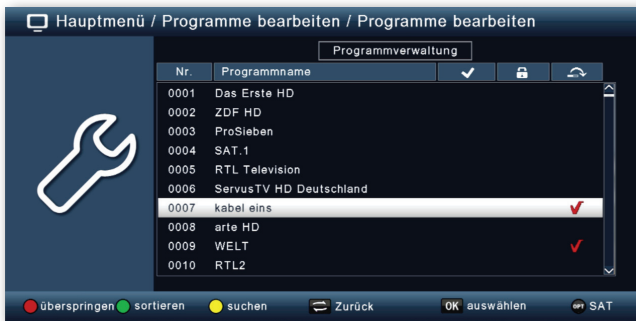 Hauptmenü / Programme bearbeiten / Programme bearbeiten
Programmverwaltung
Nr. Programmname
0001 Das Erste HD
0002 ZDF HD
0003 ProSieben
0004 SAT.1
0005 RTL Television
0006 ServusTV HD Deutschland
0007 kabel eins
0008 arte HD
0009 WELT
0010 RTL2
überspringen sortieren suchen Zurück OK auswählen OPT SAT